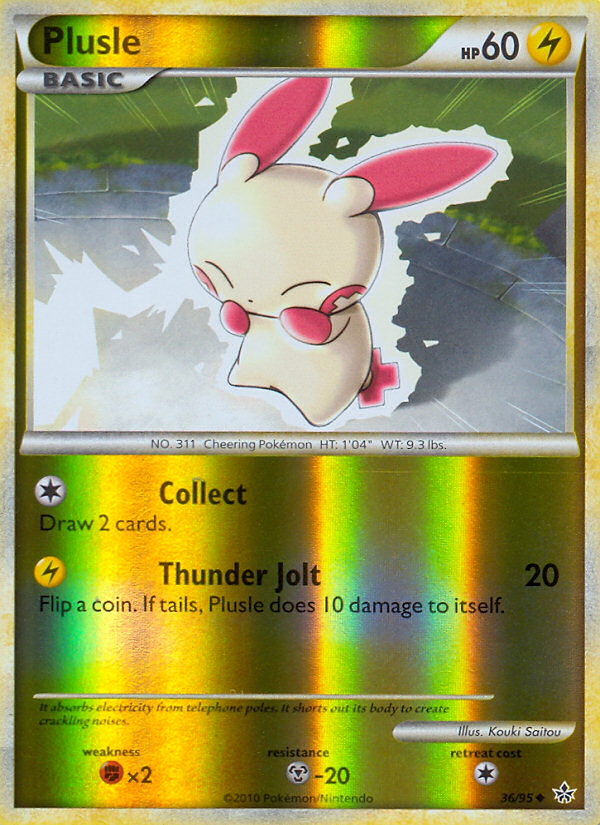 Plusle
HP60
BASIC
NO. 311 Cheering Pokémon HT: 1'04" WT: 9.3 lbs.
Collect
Draw 2 cards.
Thunder Jolt 20
Flip a coin. If tails, Plusle does 10 damage to itself.
It absorbs electricity from telephone poles. It shorts out its body to create
crackling noises.
Illus. Kouki Saitou
weakness resistance retreat cost
×2 -20
©2010 Pokémon/Nintendo 36/95